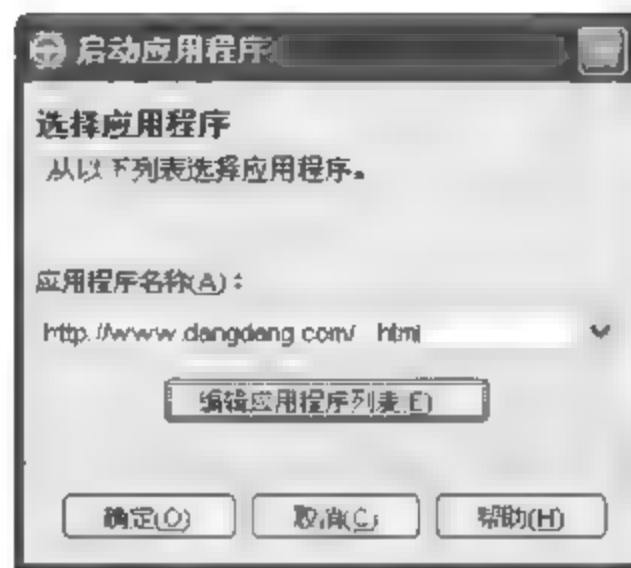 启动应用程序
选择应用程序
从以下列表选择应用程序。
应用程序名称(A)：
http://www.dangdang.com/ html
编辑应用程序列表(E)
确定(O) 取消(C) 帮助(H)